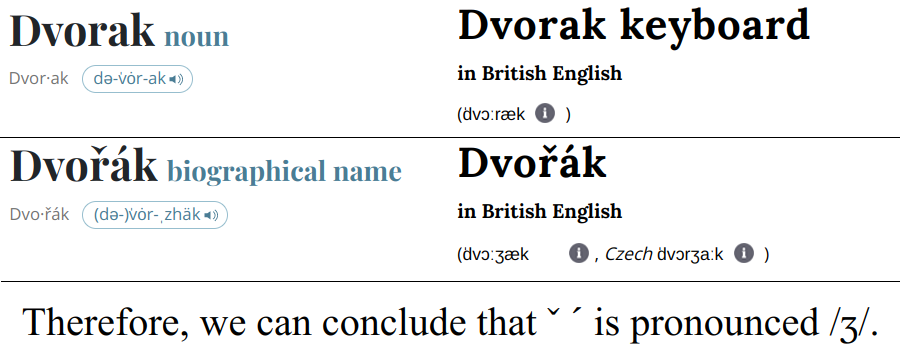 Dvorak noun
Dvor·ak də-ˈvȯr-ak
Dvorak keyboard
in British English
(ˈdvɔːræk i )
Dvořák biographical name
Dvo·řák (də-)ˈvȯr-ˌzhäk
Dvořák
in British English
(ˈdvɔːʒæk i , Czech ˈdvɔrʒaːk i )
Therefore, we can conclude that ˇ ´ is pronounced /ʒ/.